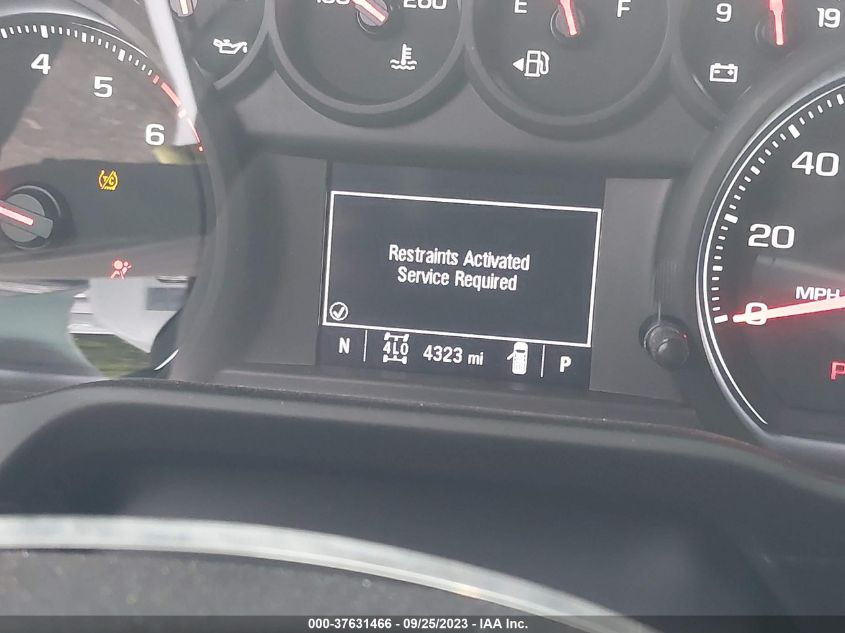 260
4
5
6
E
F
9
19
T/C
40
20
0
MPH
Restraints Activated
Service Required
N
4LO
4323 mi
P
P
000-37631466 - 09/25/2023 - IAA Inc.